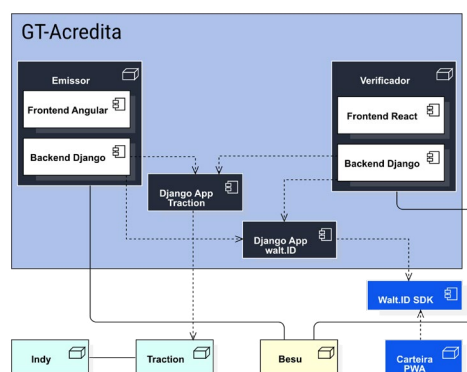 GT-Acredita
Emissor
Frontend Angular
Backend Django
Verificador
Frontend React
Backend Django
Django App
Traction
Django App
walt.ID
Walt.ID SDK
Indy
Traction
Besu
Carteira
PWA